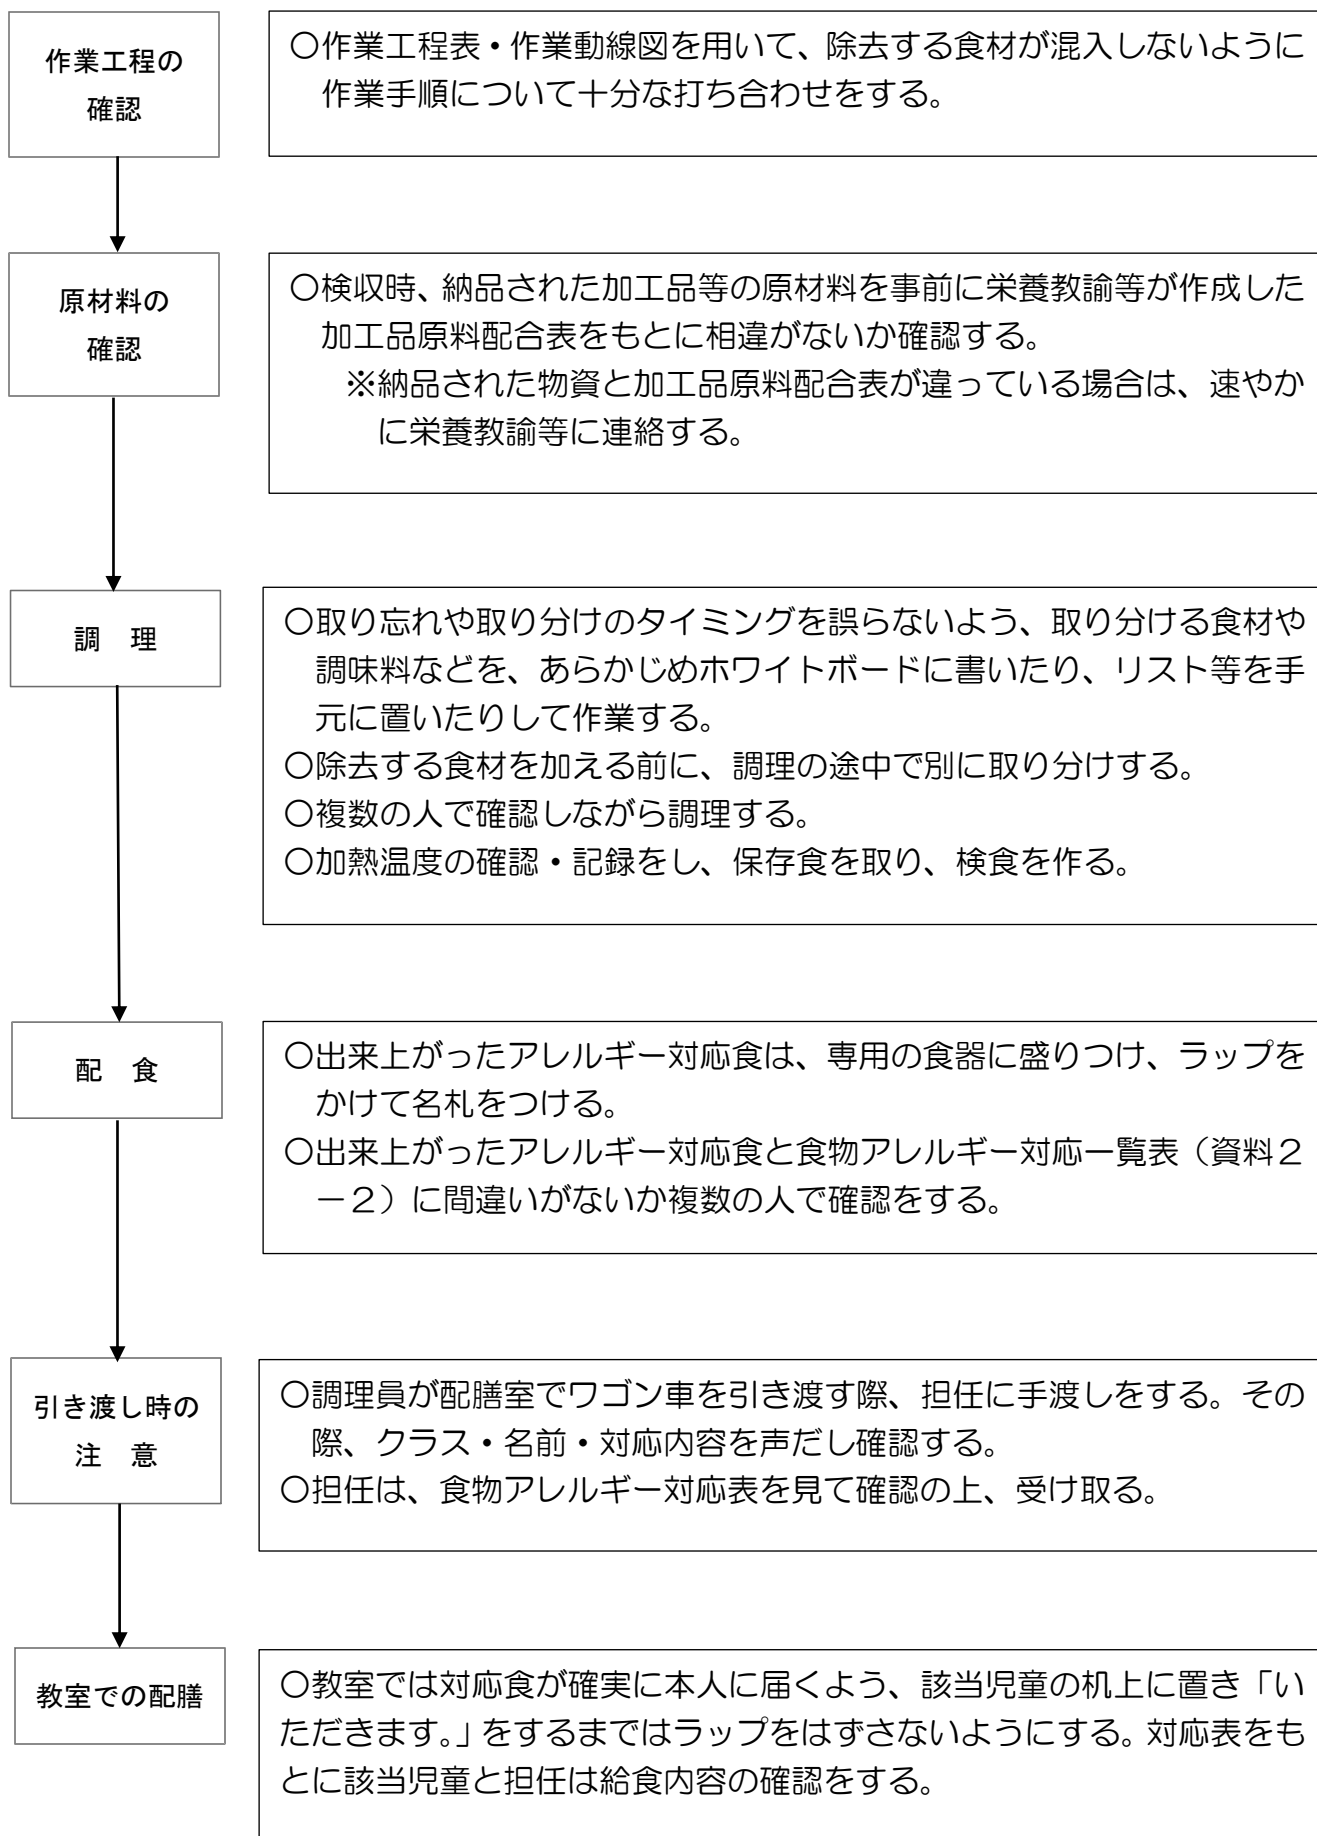 作業工程の
確認
〇作業工程表・作業動線図を用いて、除去する食材が混入しないように
作業手順について十分な打ち合わせをする。
原材料の
確認
〇検収時、納品された加工品等の原材料を事前に栄養教諭等が作成した
加工品原料配合表をもとに相違がないか確認する。
※納品された物資と加工品原料配合表が違っている場合は、速やか
に栄養教諭等に連絡する。
調　理
〇取り忘れや取り分けのタイミングを誤らないよう、取り分ける食材や
調味料などを、あらかじめホワイトボードに書いたり、リスト等を手
元に置いたりして作業する。
〇除去する食材を加える前に、調理の途中で別に取り分けする。
〇複数の人で確認しながら調理する。
〇加熱温度の確認・記録をし、保存食を取り、検食を作る。
配　食
〇出来上がったアレルギー対応食は、専用の食器に盛りつけ、ラップを
かけて名札をつける。
〇出来上がったアレルギー対応食と食物アレルギー対応一覧表（資料２
－２）に間違いがないか複数の人で確認をする。
引き渡し時の
注　意
〇調理員が配膳室でワゴン車を引き渡す際、担任に手渡しをする。その
際、クラス・名前・対応内容を声だし確認する。
〇担任は、食物アレルギー対応表を見て確認の上、受け取る。
教室での配膳
〇教室では対応食が確実に本人に届くよう、該当児童の机上に置き「い
ただきます。」をするまではラップをはずさないようにする。対応表をも
とに該当児童と担任は給食内容の確認をする。